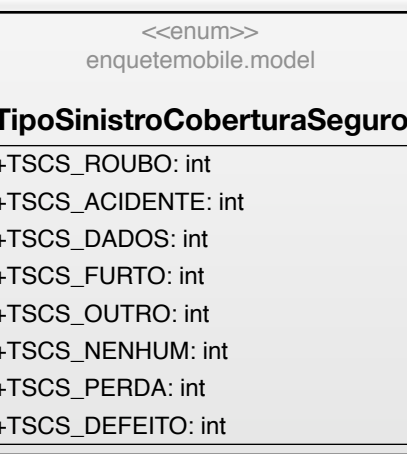 <<enum>>
enquetemobile.model
TipoSinistroCoberturaSeguro
+TSCS_ROUBO: int
+TSCS_ACIDENTE: int
+TSCS_DADOS: int
+TSCS_FURTO: int
+TSCS_OUTRO: int
+TSCS_NENHUM: int
+TSCS_PERDA: int
+TSCS_DEFEITO: int